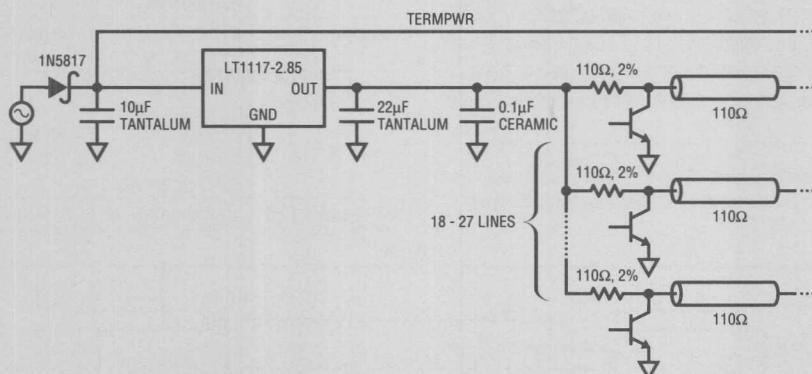 TERMPWR
1N5817
LT1117-2.85
IN
OUT
GND
10µF
TANTALUM
22µF
TANTALUM
0.1µF
CERAMIC
110Ω, 2%
110Ω
110Ω, 2%
110Ω
18 - 27 LINES
110Ω, 2%
110Ω